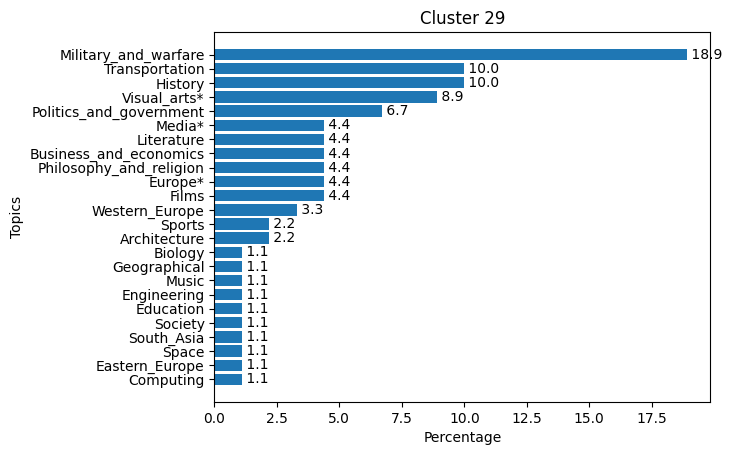 Cluster 29
Military_and_warfare 18.9
Transportation 10.0
History 10.0
Visual_arts* 8.9
Politics_and_government 6.7
Media* 4.4
Literature 4.4
Business_and_economics 4.4
Philosophy_and_religion 4.4
Europe* 4.4
Films 4.4
Western_Europe 3.3
Sports 2.2
Architecture 2.2
Biology 1.1
Geographical 1.1
Music 1.1
Engineering 1.1
Education 1.1
Society 1.1
South_Asia 1.1
Space 1.1
Eastern_Europe 1.1
Computing 1.1
Topics
0.0 2.5 5.0 7.5 10.0 12.5 15.0 17.5
Percentage